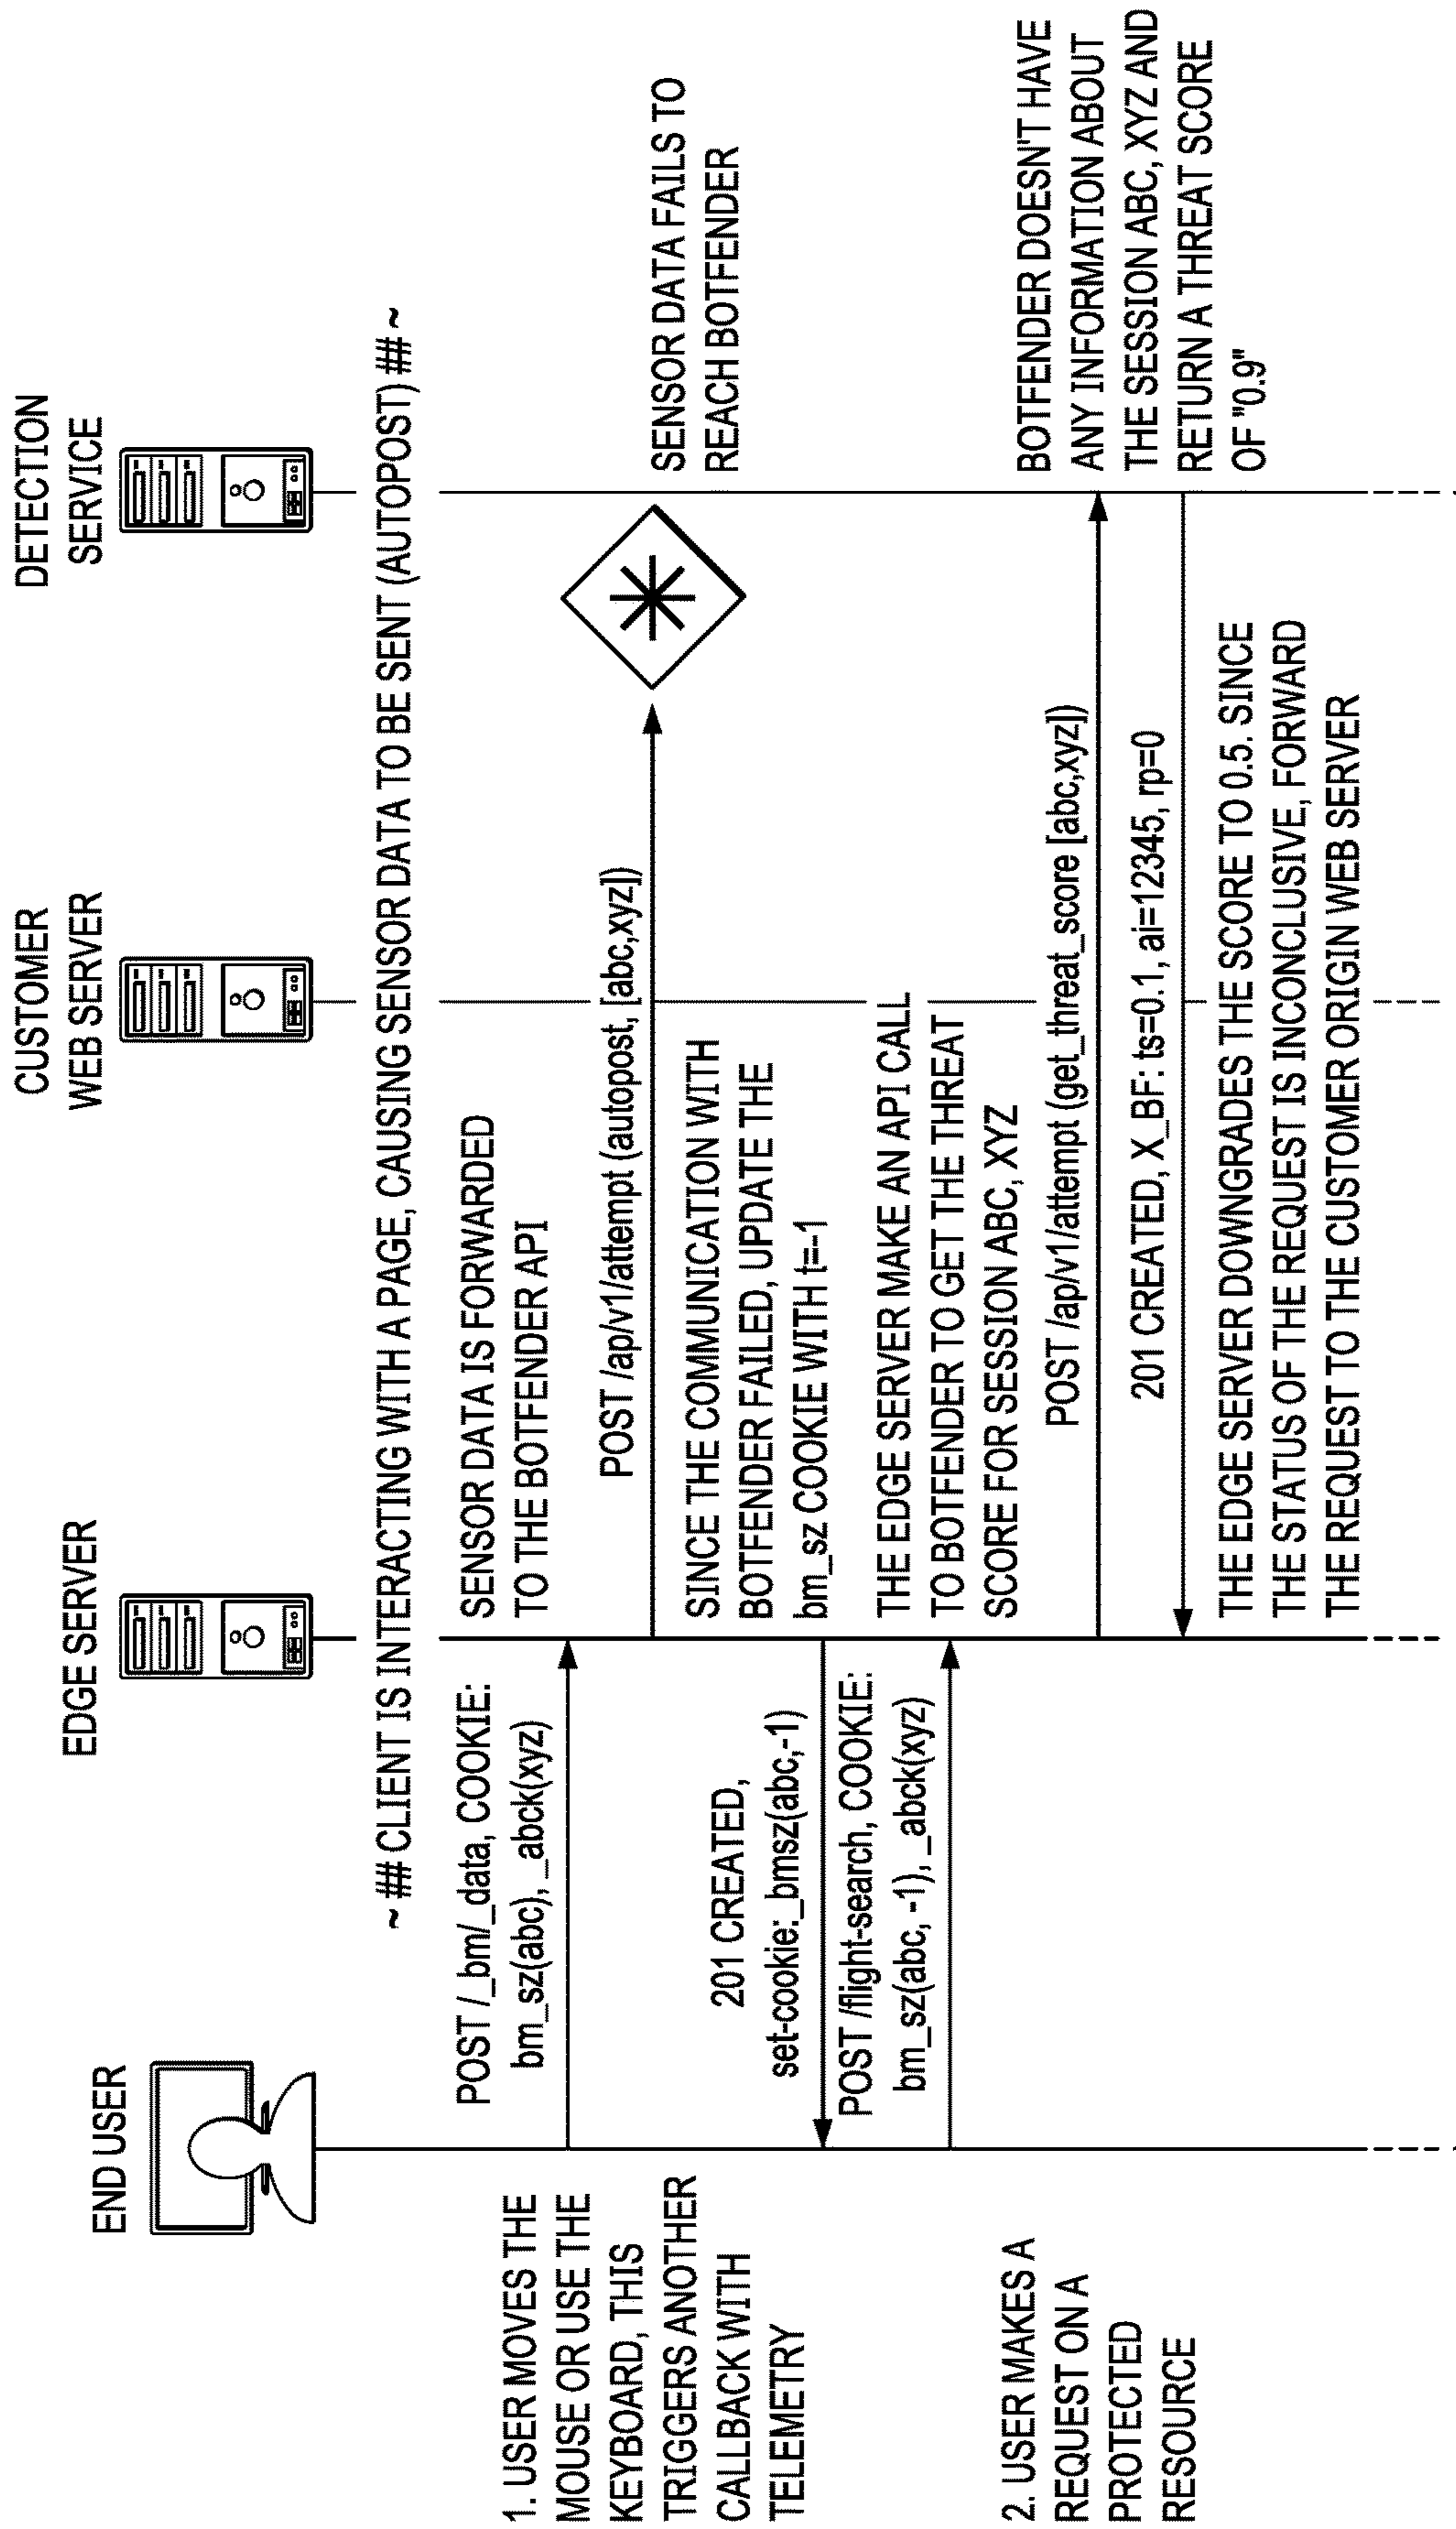 END USER
EDGE SERVER
CUSTOMER
WEB SERVER
DETECTION
SERVICE
~ ## CLIENT IS INTERACTING WITH A PAGE, CAUSING SENSOR DATA TO BE SENT (AUTOPOST) ## ~
1. USER MOVES THE
MOUSE OR USE THE
KEYBOARD, THIS
TRIGGERS ANOTHER
CALLBACK WITH
TELEMETRY
POST /_bm/_data, COOKIE:
bm_sz(abc), _abck(xyz)
SENSOR DATA IS FORWARDED
TO THE BOTFENDER API
POST /ap/v1/attempt (autopost, [abc,xyz])
SENSOR DATA FAILS TO
REACH BOTFENDER
SINCE THE COMMUNICATION WITH
BOTFENDER FAILED, UPDATE THE
bm_sz COOKIE WITH t=-1
201 CREATED,
set-cookie:_bmsz(abc,-1)
2. USER MAKES A
REQUEST ON A
PROTECTED
RESOURCE
POST /flight-search, COOKIE:
bm_sz(abc, -1), _abck(xyz)
THE EDGE SERVER MAKE AN API CALL
TO BOTFENDER TO GET THE THREAT
SCORE FOR SESSION ABC, XYZ
POST /ap/v1/attempt (get_threat_score [abc,xyz])
BOTFENDER DOESN'T HAVE
ANY INFORMATION ABOUT
THE SESSION ABC, XYZ AND
RETURN A THREAT SCORE
OF "0.9"
201 CREATED, X_BF: ts=0.1, ai=12345, rp=0
THE EDGE SERVER DOWNGRADES THE SCORE TO 0.5. SINCE
THE STATUS OF THE REQUEST IS INCONCLUSIVE, FORWARD
THE REQUEST TO THE CUSTOMER ORIGIN WEB SERVER